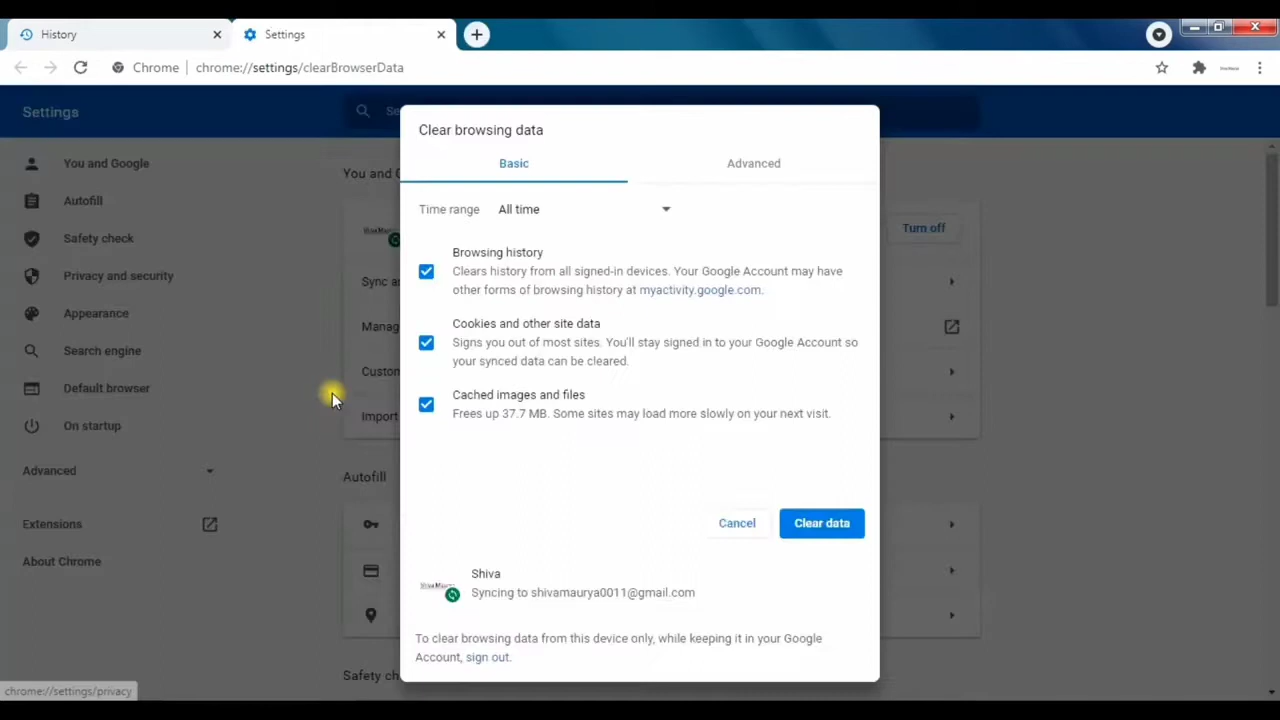 History
Settings
Chrome
chrome://settings/clearBrowserData
Settings
You and Google
Autofill
Safety check
Privacy and security
Appearance
Search engine
Default browser
On startup
Advanced
Extensions
About Chrome
You and G
Turn off
Sync a
Manag
Custon
Import
Autofill
Safety ch
Clear browsing data
Basic
Advanced
Time range All time
Browsing history
Clears history from all signed-in devices. Your Google Account may have
other forms of browsing history at myactivity.google.com.
Cookies and other site data
Signs you out of most sites. You'll stay signed in to your Google Account so
your synced data can be cleared.
Cached images and files
Frees up 37.7 MB. Some sites may load more slowly on your next visit.
Cancel
Clear data
Shiva
Syncing to shivamaurya0011@gmail.com
To clear browsing data from this device only, while keeping it in your Google
Account, sign out.
chrome://settings/privacy